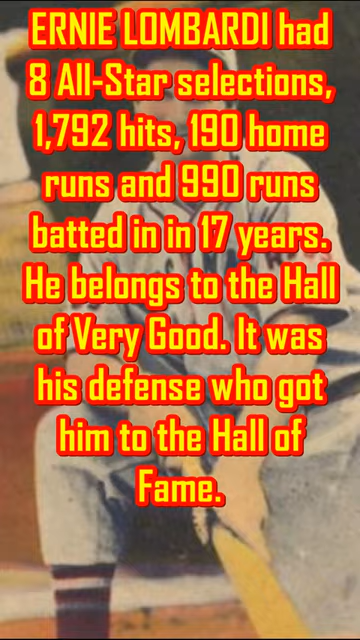 ERNIE LOMBARDI had
8 All-Star selections,
1,792 hits, 190 home
runs and 990 runs
batted in in 17 years.
He belongs to the Hall
of Very Good. It was
his defense who got
him to the Hall of
Fame.